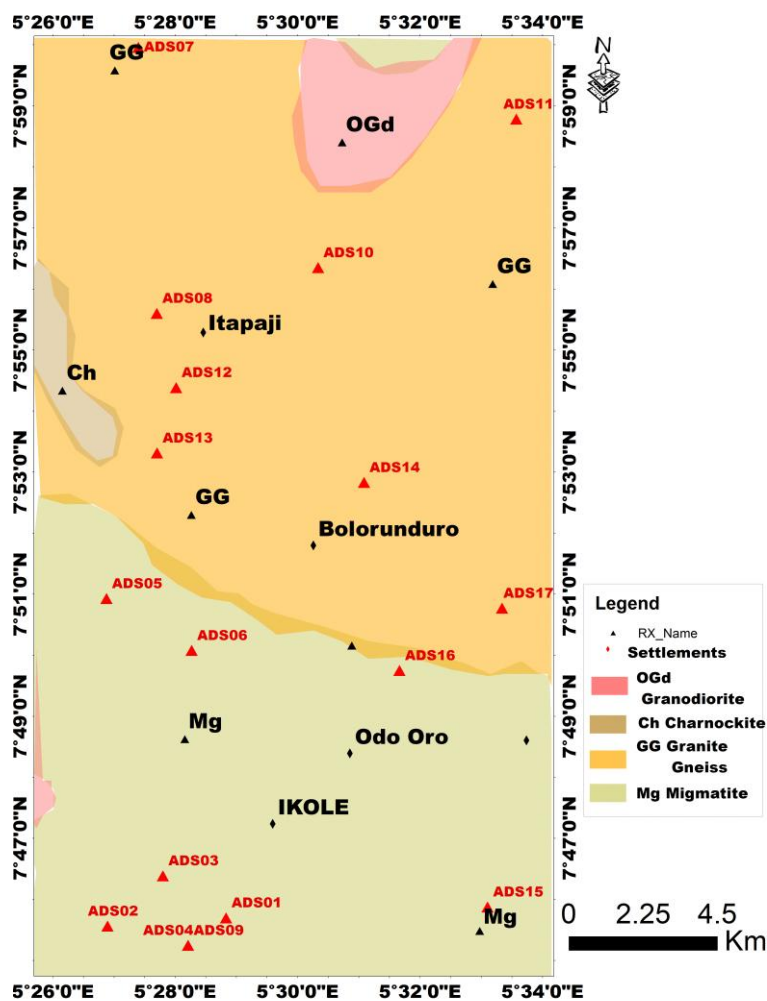 5°26'0"E 5°28'0"E 5°30'0"E 5°32'0"E 5°34'0"E
N
GG
ADS07
7°59'0"N
7°59'0"N
ADS11
OGd
7°57'0"N
7°57'0"N
ADS10
GG
ADS08
Itapaji
7°55'0"N
7°55'0"N
Ch
ADS12
ADS13
ADS14
7°53'0"N
7°53'0"N
GG
Bolorunduro
ADS05
7°51'0"N
7°51'0"N
ADS17
ADS06
ADS16
Mg
7°49'0"N
7°49'0"N
Odo Oro
IKOLE
7°47'0"N
7°47'0"N
ADS03
ADS02
ADS01
ADS15
ADS04ADS09
Mg
5°26'0"E 5°28'0"E 5°30'0"E 5°32'0"E 5°34'0"E
Legend
RX_Name
Settlements
OGd
Granodiorite
Ch Charnockite
GG Granite
Gneiss
Mg Migmatite
0 2.25 4.5
Km